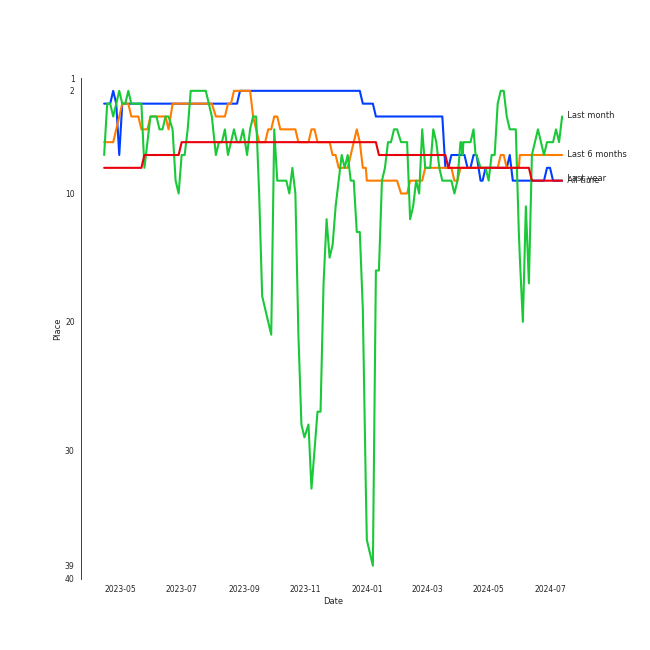 1
2
10
20
30
39
40
Place
2023-05
2023-07
2023-09
2023-11
2024-01
2024-03
2024-05
2024-07
Date
Last month
Last 6 months
Last year
All time